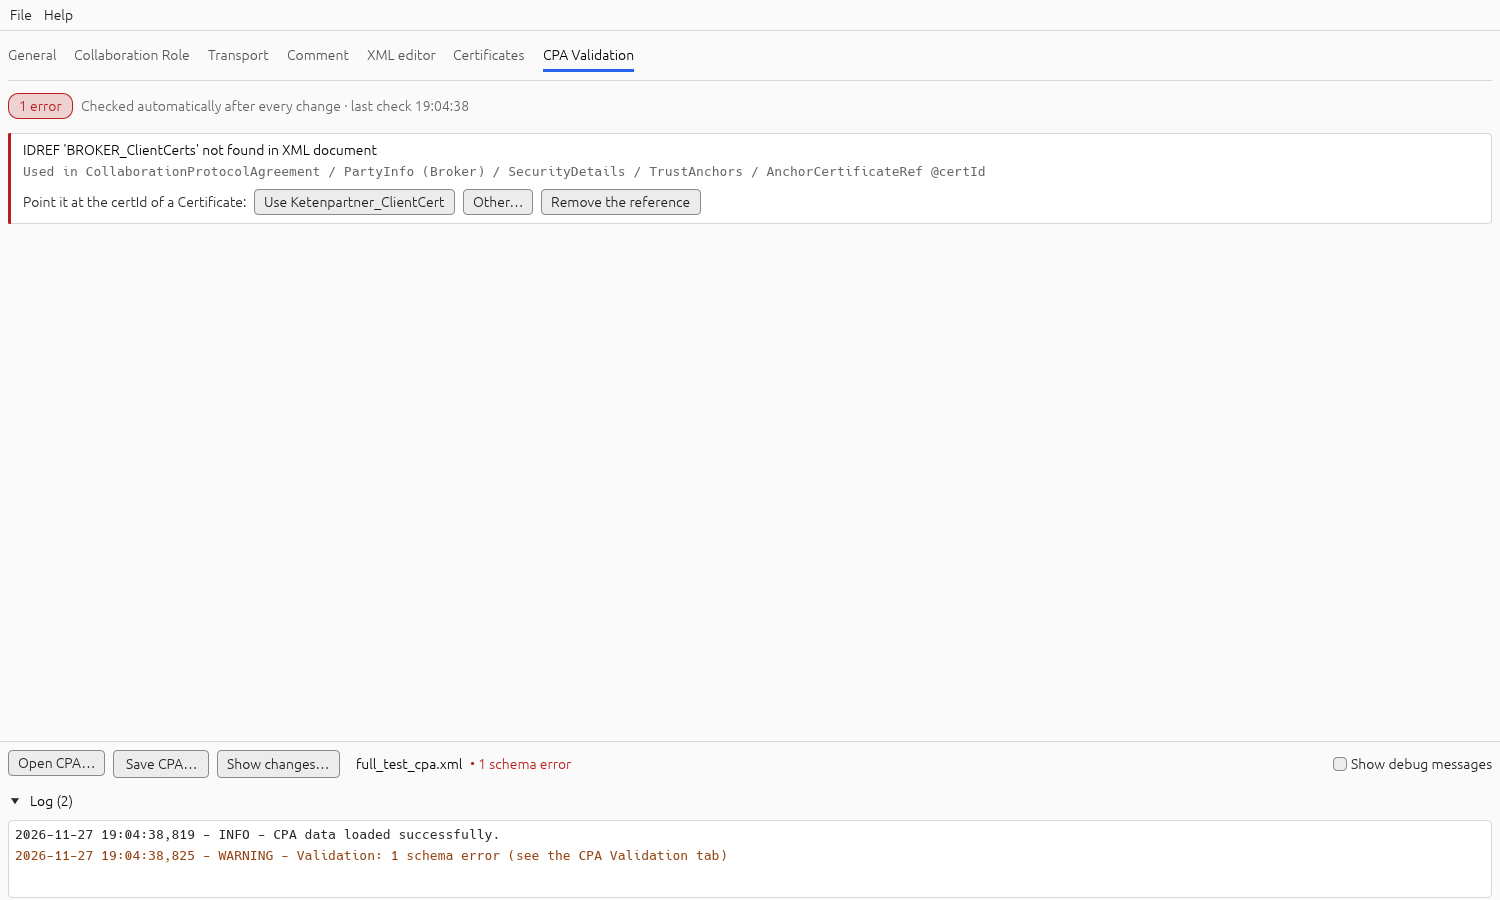 File Help
General Collaboration Role Transport Comment XML editor Certificates CPA Validation
1 error Checked automatically after every change · last check 19:04:38
IDREF 'BROKER_ClientCerts' not found in XML document
Used in CollaborationProtocolAgreement / PartyInfo (Broker) / SecurityDetails / TrustAnchors / AnchorCertificateRef @certId
Point it at the certId of a Certificate: Use Ketenpartner_ClientCert Other... Remove the reference
Open CPA... Save CPA... Show changes... full_test_cpa.xml • 1 schema error Show debug messages
▼ Log (2)
2026-11-27 19:04:38,819 - INFO - CPA data loaded successfully.
2026-11-27 19:04:38,825 - WARNING - Validation: 1 schema error (see the CPA Validation tab)